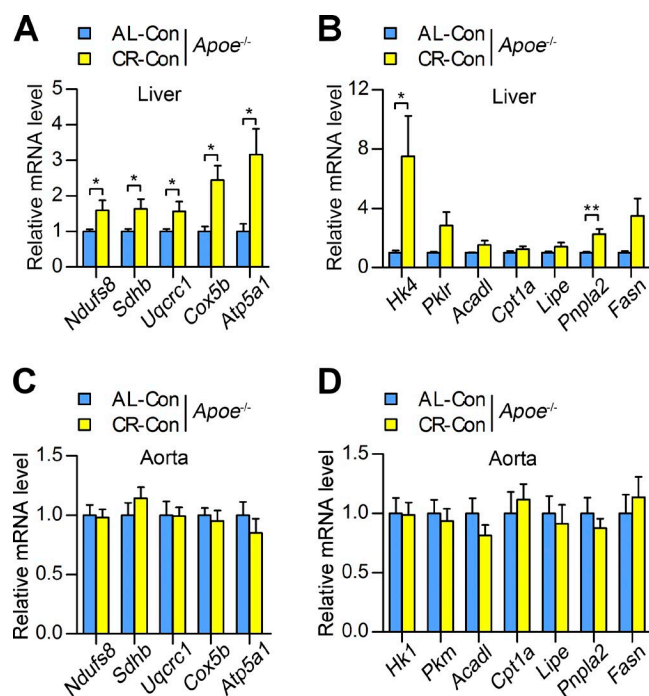 A
AL-Con
CR-Con
Apoe-/-
Liver
Relative mRNA level
5
4
3
2
1
0
*
*
*
*
*
Ndufs8
Sdhb
Uqcrc1
Cox5b
Atp5a1
B
AL-Con
CR-Con
Apoe-/-
Liver
Relative mRNA level
12
8
4
0
*
**
Hk4
Pklr
Acadl
Cpt1a
Lipe
Pnpla2
Fasn
C
AL-Con
CR-Con
Apoe-/-
Aorta
Relative mRNA level
1.5
1.0
0.5
0.0
Ndufs8
Sdhb
Uqcrc1
Cox5b
Atp5a1
D
AL-Con
CR-Con
Apoe-/-
Aorta
Relative mRNA level
1.5
1.0
0.5
0.0
Hk1
Pkm
Acadl
Cpt1a
Lipe
Pnpla2
Fasn